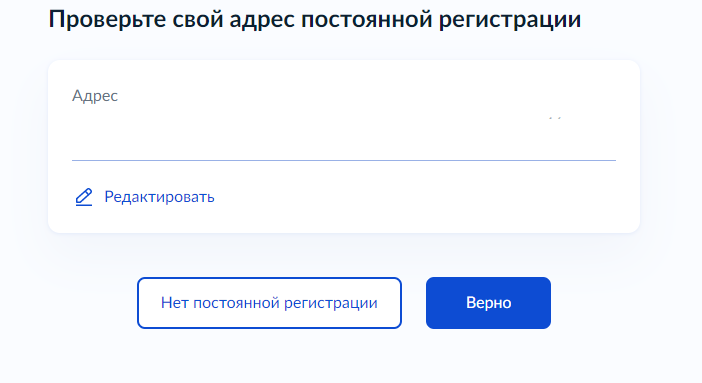 Проверьте свой адрес постоянной регистрации
Адрес
Редактировать
Нет постоянной регистрации
Верно